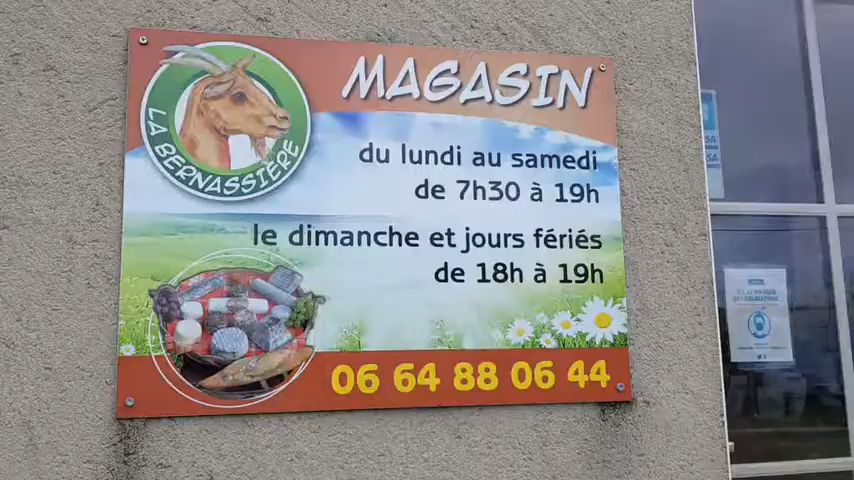 MAGASIN
LA BERNASSIÈRE
du lundi au samedi
de 7h30 à 19h
le dimanche et jours fériés
de 18h à 19h
06 64 88 06 44